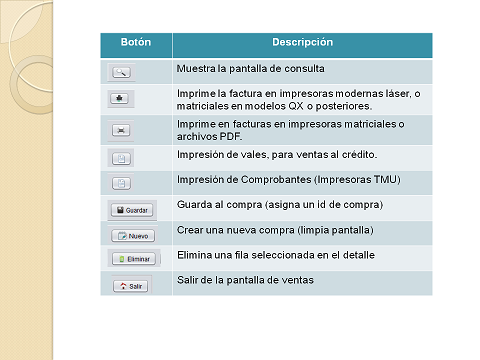 Botón Descripción
Muestra la pantalla de consulta
Imprime la factura en impresoras modernas láser, o
matriciales en modelos QX o posteriores.
Imprime en facturas en impresoras matriciales o
archivos PDF.
Impresión de vales, para ventas al crédito.
Impresión de Comprobantes (Impresoras TMU)
Guardar Guarda al compra (asigna un id de compra)
Nuevo Crear una nueva compra (limpia pantalla)
Eliminar Elimina una fila seleccionada en el detalle
Salir Salir de la pantalla de ventas